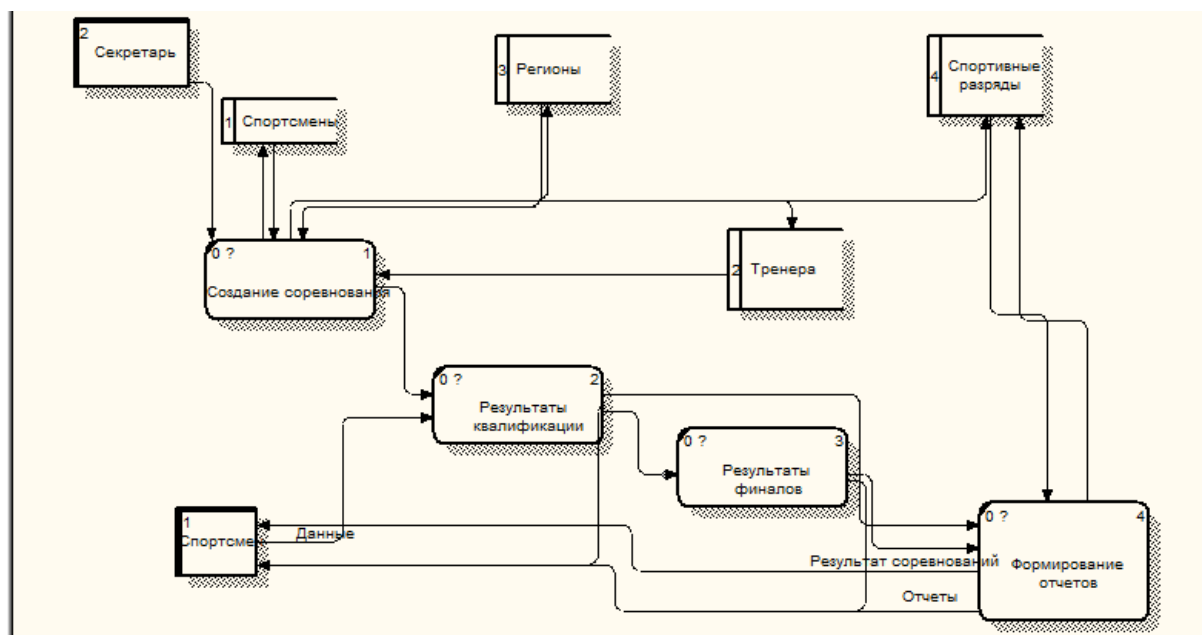 2
Секретарь
3
Регионы
4
Спортивные
разряды
1
Спортсмены
0 ?
1
Создание соревнования
2
Тренера
0 ?
2
Результаты
квалификации
0 ?
3
Результаты
финалов
1
Спортсме
Данные
0 ?
4
Формирование
отчетов
Результат соревнований
Отчеты